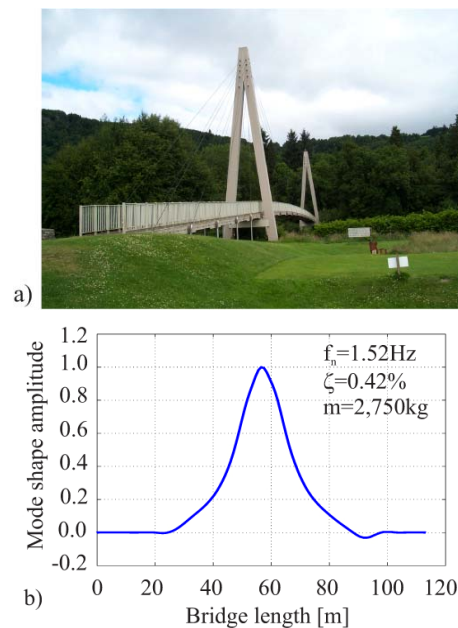 a)
1.2
1.0
0.8
0.6
0.4
0.2
0.0
-0.2
Mode shape amplitude
fn=1.52Hz
ζ=0.42%
m=2,750kg
0 20 40 60 80 100 120
b)
Bridge length [m]